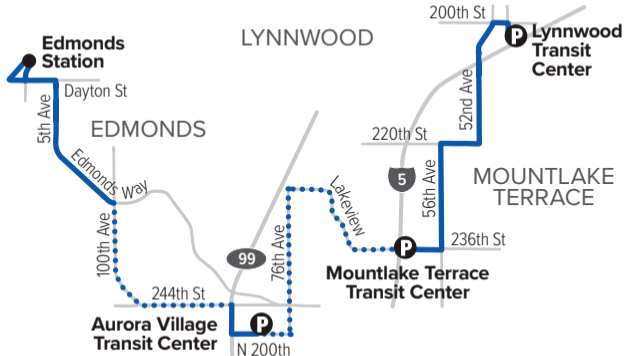 200th St
P
Lynnwood
Transit
Center
LYNNWOOD
Edmonds
Station
Dayton St
5th Ave
52nd Ave
EDMONDS
220th St
Edmonds Way
Lakeview
5
56th Ave
MOUNTLAKE
TERRACE
100th Ave
76th Ave
99
P
236th St
Mountlake Terrace
Transit Center
244th St
Aurora Village
Transit Center
P
N 200th